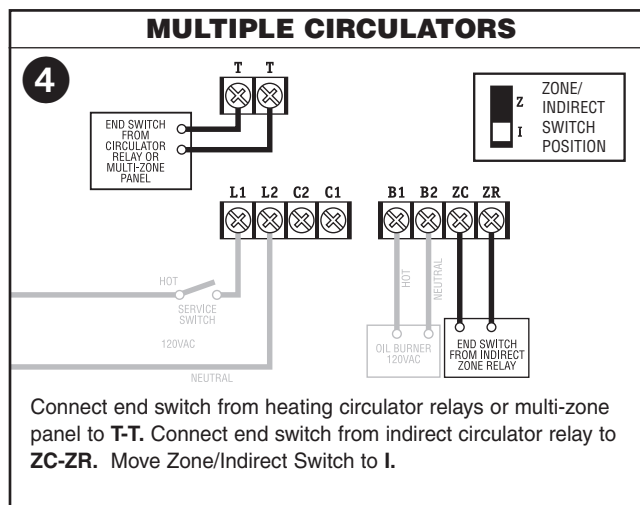 MULTIPLE CIRCULATORS
4
T T
END SWITCH
FROM
CIRCULATOR
RELAY OR
MULTI-ZONE
PANEL
Z
I
ZONE/
INDIRECT
SWITCH
POSITION
L1 L2 C2 C1
B1 B2 ZC ZR
HOT
SERVICE
SWITCH
120VAC
NEUTRAL
HOT
NEUTRAL
OIL BURNER
120VAC
END SWITCH
FROM INDIRECT
ZONE RELAY
Connect end switch from heating circulator relays or multi-zone
panel to T-T. Connect end switch from indirect circulator relay to
ZC-ZR. Move Zone/Indirect Switch to I.